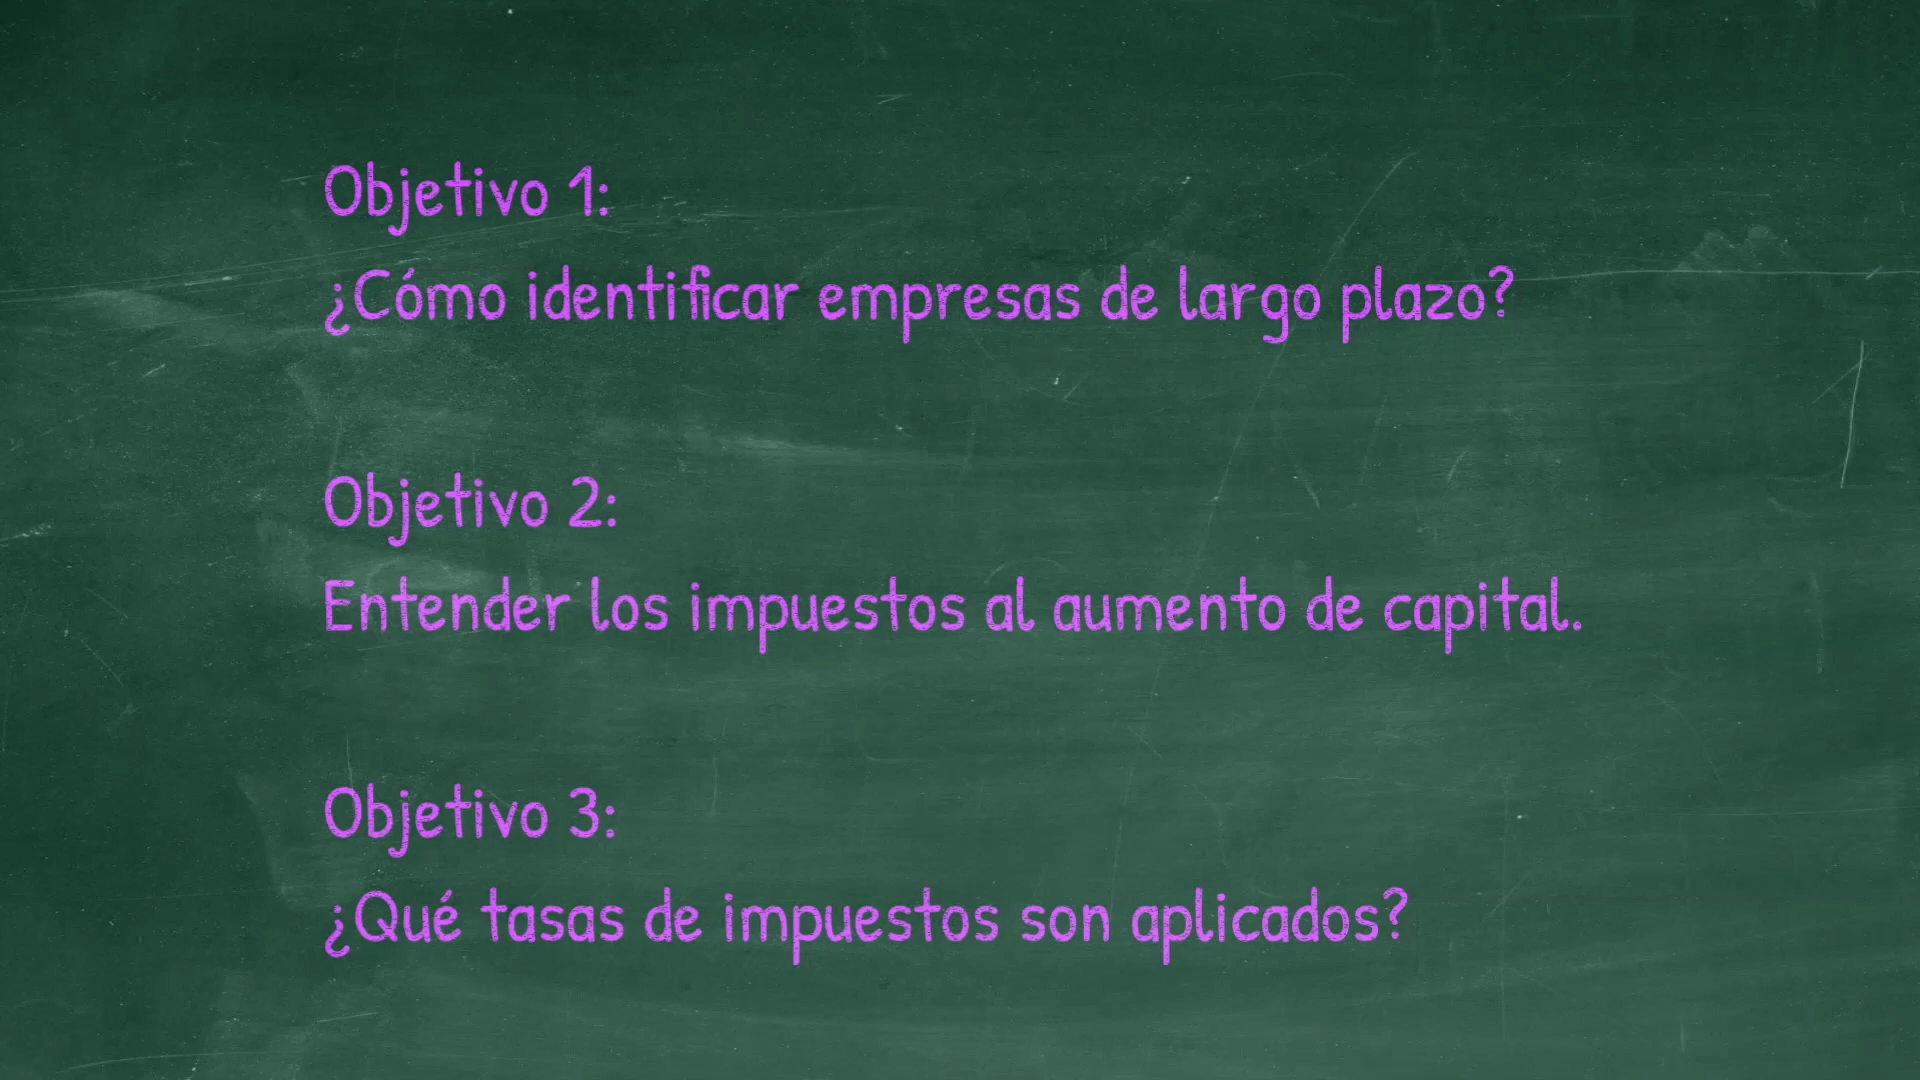 Objetivo 1:
¿Cómo identificar empresas de largo plazo?
Objetivo 2:
Entender los impuestos al aumento de capital.
Objetivo 3:
¿Qué tasas de impuestos son aplicados?